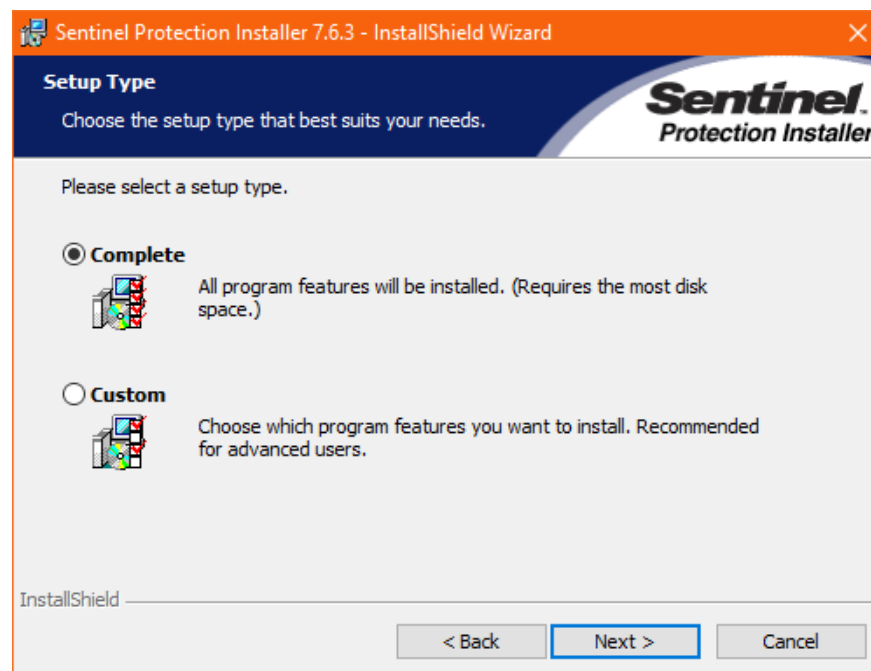 Sentinel Protection Installer 7.6.3 - InstallShield Wizard
Setup Type
Choose the setup type that best suits your needs.
Sentinel.
Protection Installer
Please select a setup type.
Complete
All program features will be installed. (Requires the most disk
space.)
Custom
Choose which program features you want to install. Recommended
for advanced users.
InstallShield
< Back
Next >
Cancel